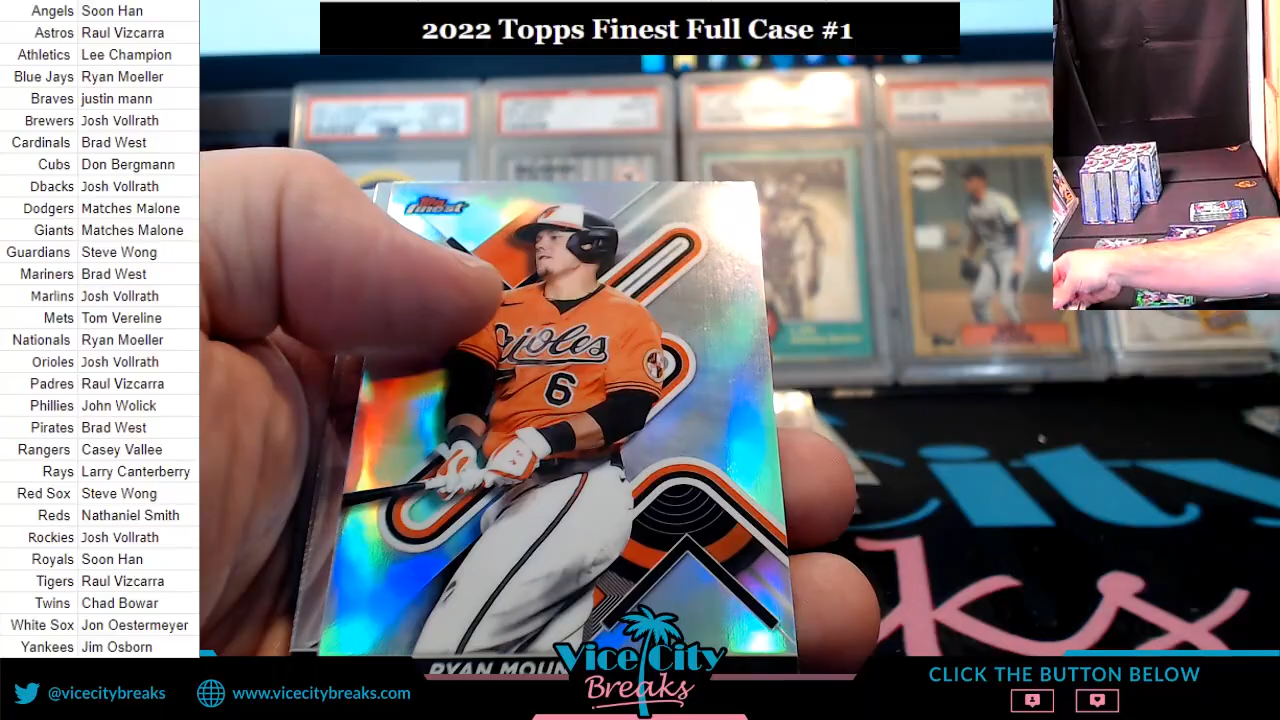 2022 Topps Finest Full Case #1
Angels Soon Han
Astros Raul Vizcarra
Athletics Lee Champion
Blue Jays Ryan Moeller
Braves justin mann
Brewers Josh Vollrath
Cardinals Brad West
Cubs Don Bergmann
Dbacks Josh Vollrath
Dodgers Matches Malone
Giants Matches Malone
Guardians Steve Wong
Mariners Brad West
Marlins Josh Vollrath
Mets Tom Vereline
Nationals Ryan Moeller
Orioles Josh Vollrath
Padres Raul Vizcarra
Phillies John Wolick
Pirates Brad West
Rangers Casey Vallee
Rays Larry Canterberry
Red Sox Steve Wong
Reds Nathaniel Smith
Rockies Josh Vollrath
Royals Soon Han
Tigers Raul Vizcarra
Twins Chad Bowar
White Sox Jon Oestermeyer
Yankees Jim Osborn
Topps
finest
Orioles
6
RYAN MOUN
City
Vice City
Breaks
@vicecitybreaks
www.vicecitybreaks.com
CLICK THE BUTTON BELOW